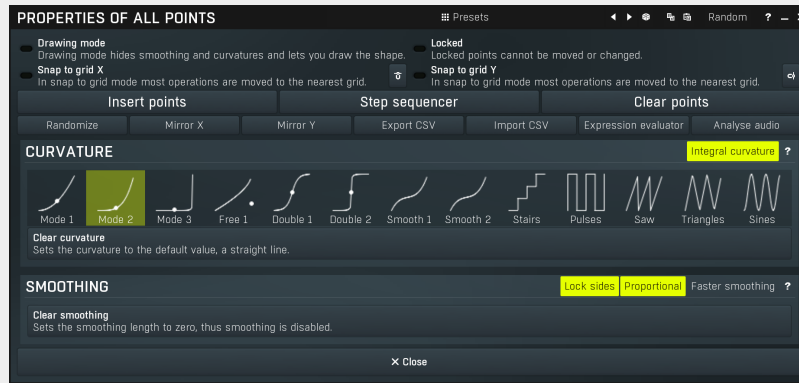 PROPERTIES OF ALL POINTS Presets Random ?
Drawing mode
Drawing mode hides smoothing and curvatures and lets you draw the shape.
Locked
Locked points cannot be moved or changed.
Snap to grid X
In snap to grid mode most operations are moved to the nearest grid.
Snap to grid Y
In snap to grid mode most operations are moved to the nearest grid.
Insert points Step sequencer Clear points
Randomize Mirror X Mirror Y Export CSV Import CSV Expression evaluator Analyse audio
CURVATURE Integral curvature ?
Mode 1 Mode 2 Mode 3 Free 1 Double 1 Double 2 Smooth 1 Smooth 2 Stairs Pulses Saw Triangles Sines
Clear curvature
Sets the curvature to the default value, a straight line.
SMOOTHING Lock sides Proportional Faster smoothing ?
Clear smoothing
Sets the smoothing length to zero, thus smoothing is disabled.
Close